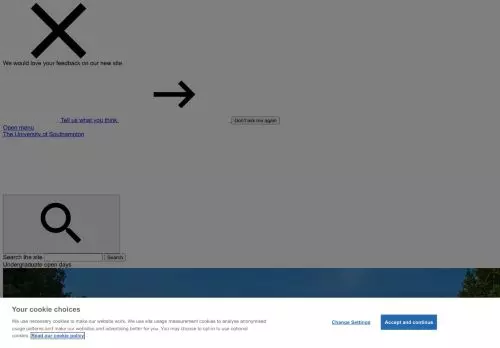 We would love your feedback on our new site.
Tell us what you think.
Don't ask me again
Open menu
The University of Southampton
Search the site
Search
Undergraduate open days
Your cookie choices
We use necessary cookies to make our website work. We use site usage measurement cookies to analyse anonymised
usage patterns and make our websites and advertising better for you. You may choose to opt in to our optional
cookies. Read our cookie policy
Change Settings
Accept and continue